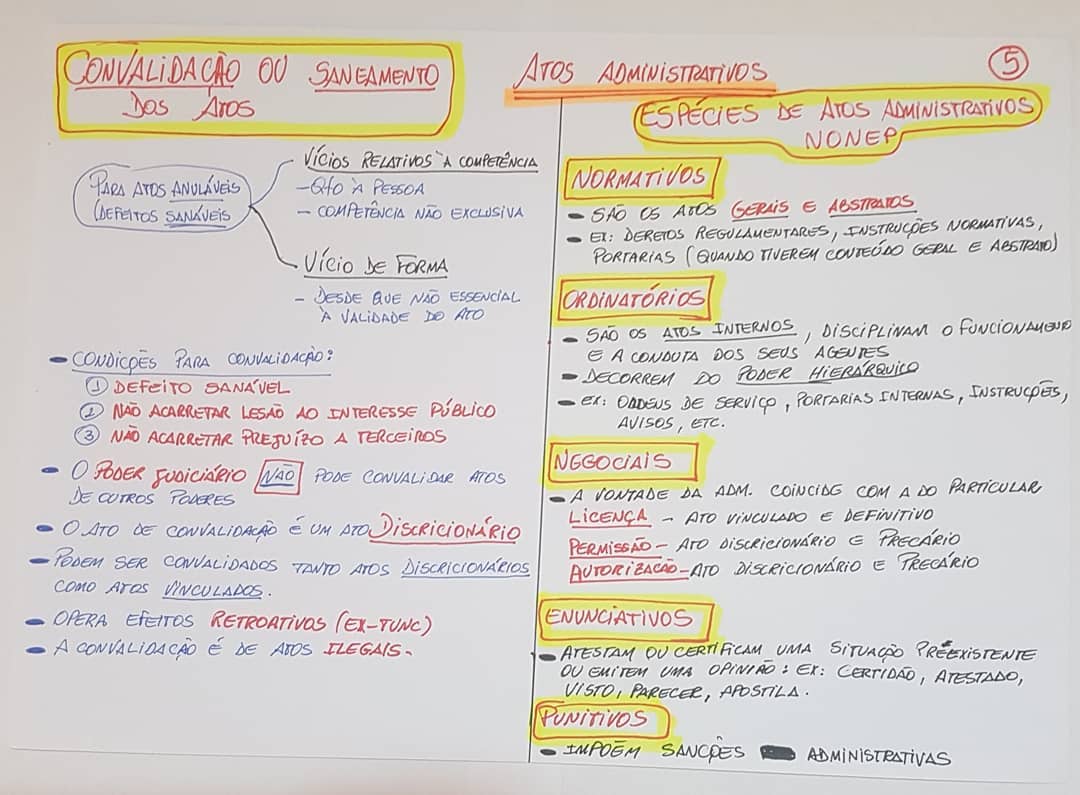 ATOS ADMINISTRATIVOS
5
CONVALIDAÇÃO OU SANEAMENTO
DOS ATOS
PARA ATOS ANULÁVEIS
(DEFEITOS SANÁVEIS
VÍCIOS RELATIVOS À COMPETÊNCIA
- QTO À PESSOA
- COMPETÊNCIA NÃO EXCLUSIVA
VÍCIO DE FORMA
- DESDE QUE NÃO ESSENCIAL
À VALIDADE DO ATO
- CONDIÇÕES PARA CONVALIDAÇÃO:
1 DEFEITO SANÁVEL
2 NÃO ACARRETAR LESÃO AO INTERESSE PÚBLICO
3 NÃO ACARRETAR PREJUÍZO A TERCEIROS
- O PODER JUDICIÁRIO NÃO PODE CONVALIDAR ATOS
DE OUTROS PODERES
- O ATO DE CONVALIDAÇÃO É UM ATO DISCRICIONÁRIO
- PODEM SER CONVALIDADOS TANTO ATOS DISCRICIONÁRIOS
COMO ATOS VINCULADOS.
- OPERA EFEITOS RETROATIVOS (EX-TUNC)
- A CONVALIDAÇÃO É DE ATOS ILEGAIS.
ESPÉCIES DE ATOS ADMINISTRATIVOS
NONEP
NORMATIVOS
- SÃO OS ATOS GERAIS E ABSTRATOS
- EX: DERETOS REGULAMENTARES, INSTRUÇÕES NORMATIVAS,
PORTARIAS (QUANDO TIVEREM CONTEÚDO GERAL E ABSTRATO)
ORDINATÓRIOS
- SÃO OS ATOS INTERNOS, DISCIPLINAM O FUNCIONAMENTO
E A CONDUTA DOS SEUS AGENTES
- DECORREM DO PODER HIERÁRQUICO
- EX: ORDENS DE SERVIÇO, PORTARIAS INTERNAS, INSTRUÇÕES,
AVISOS, ETC.
NEGOCIAIS
- A VONTADE DA ADM. COINCIDE COM A DO PARTICULAR
LICENÇA - ATO VINCULADO E DEFINITIVO
PERMISSÃO - ATO DISCRICIONÁRIO E PRECÁRIO
AUTORIZAÇÃO - ATO DISCRICIONÁRIO E PRECÁRIO
ENUNCIATIVOS
- ATESTAM OU CERTIFICAM UMA SITUAÇÃO PRÉEXISTENTE
OU EMITEM UMA OPINIÃO: EX: CERTIDÃO, ATESTADO,
VISTO, PARECER, APOSTILA.
PUNITIVOS
- IMPÕEM SANÇÕES ADMINISTRATIVAS